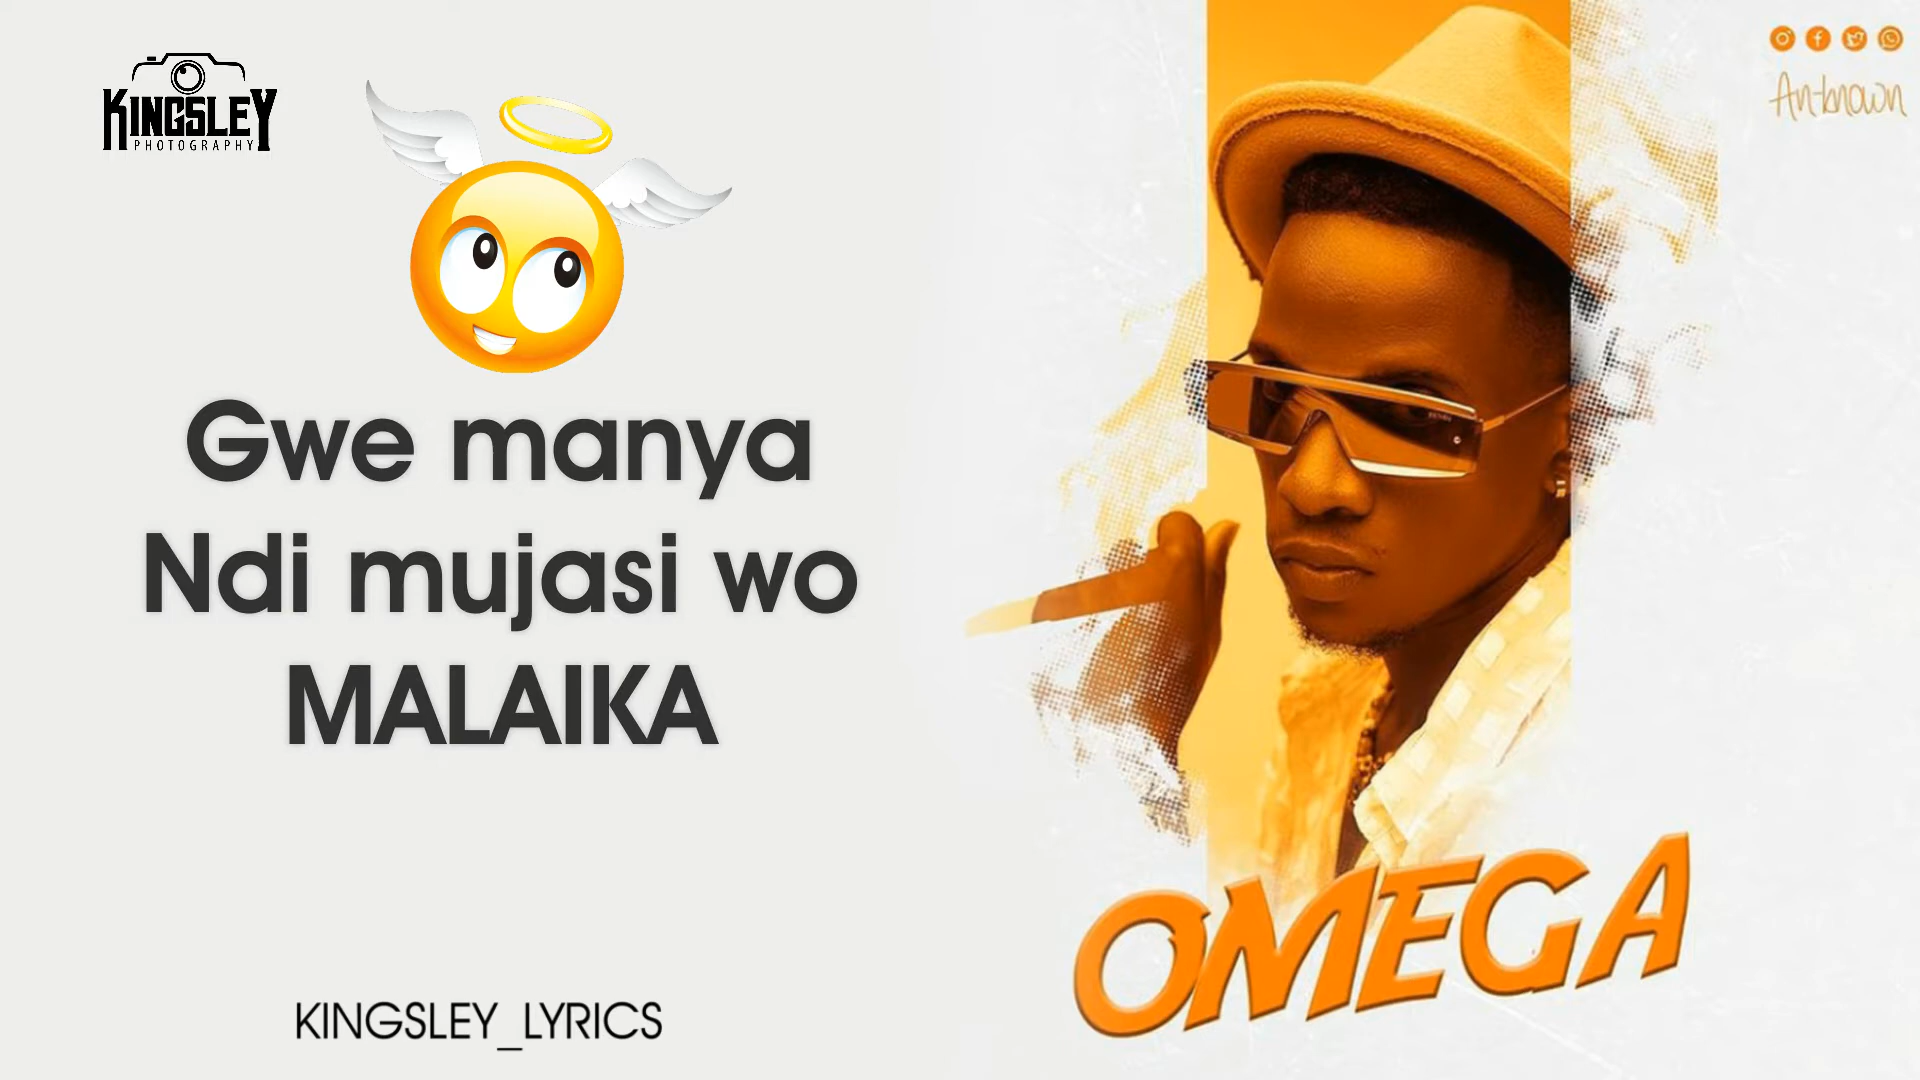 KINGSLEY
PHOTOGRAPHY
An-known
Gwe manya
Ndi mujasi wo
MALAIKA
OMEGA
KINGSLEY_LYRICS